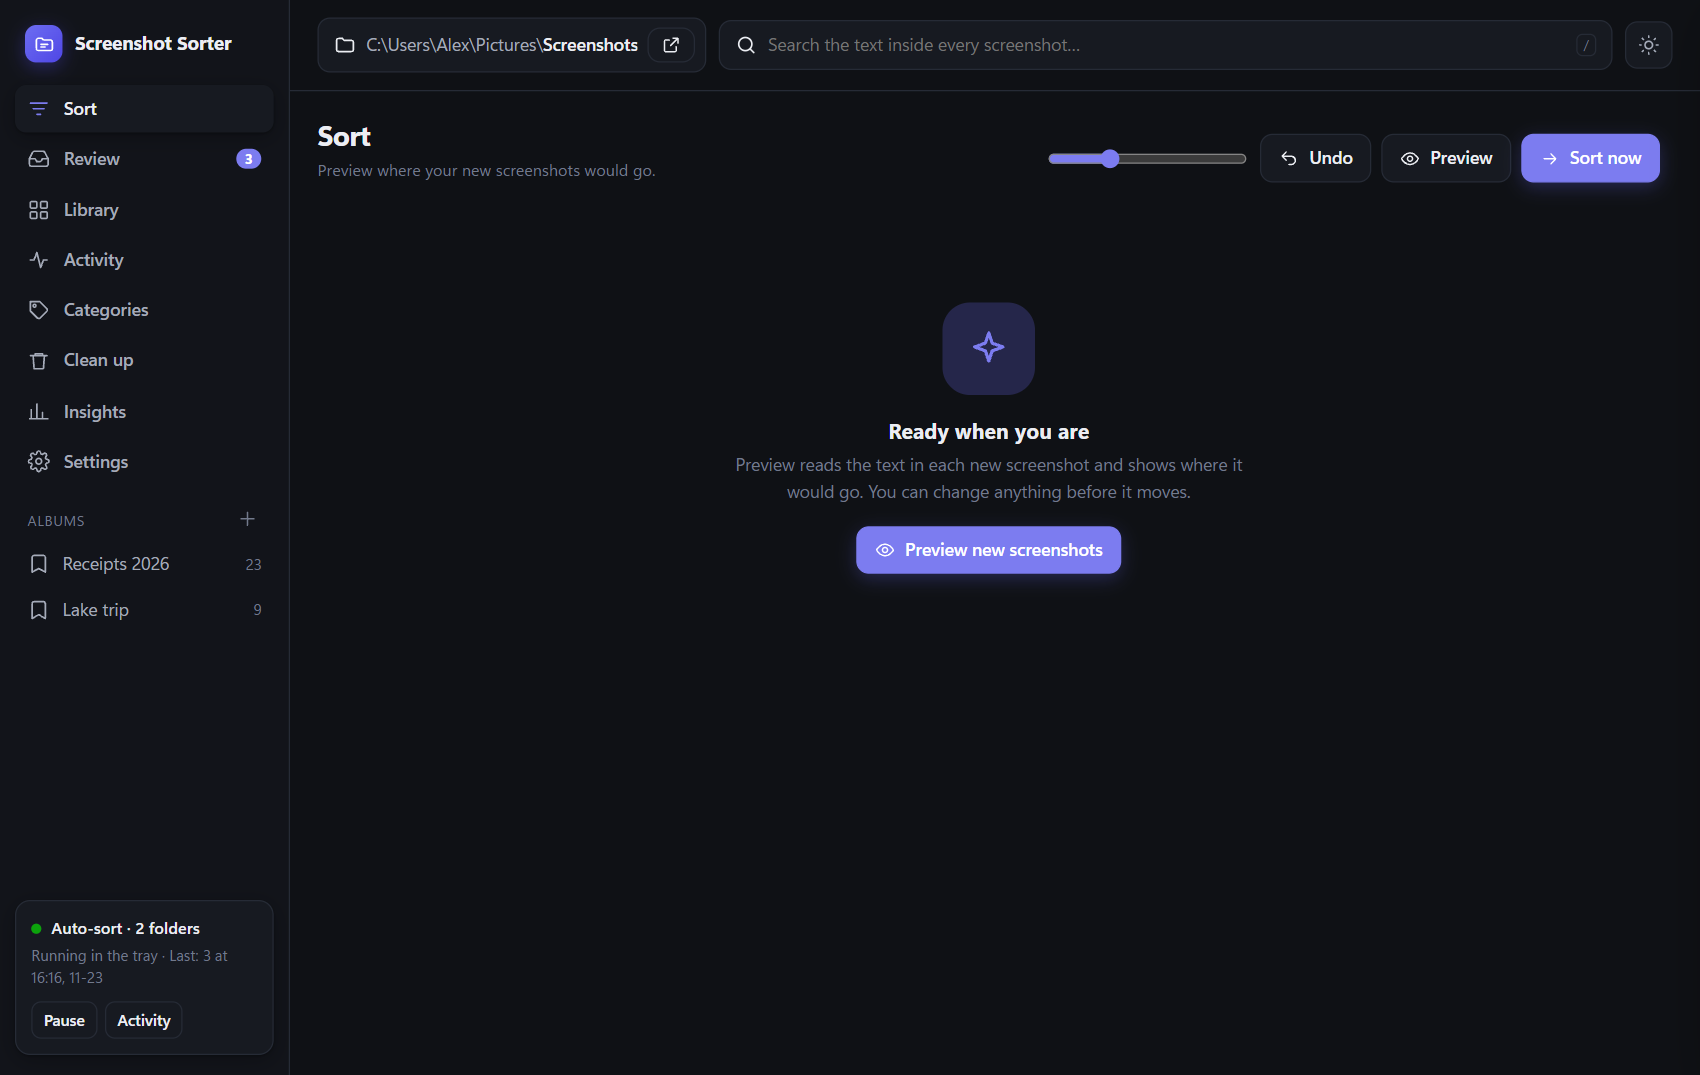 Screenshot Sorter
Sort
Review 3
Library
Activity
Categories
Clean up
Insights
Settings
ALBUMS
Receipts 2026 23
Lake trip 9
Auto-sort · 2 folders
Running in the tray · Last: 3 at
16:16, 11-23
Pause Activity
C:\Users\Alex\Pictures\Screenshots
Search the text inside every screenshot... /
Sort
Preview where your new screenshots would go.
Undo Preview Sort now
Ready when you are
Preview reads the text in each new screenshot and shows where it
would go. You can change anything before it moves.
Preview new screenshots